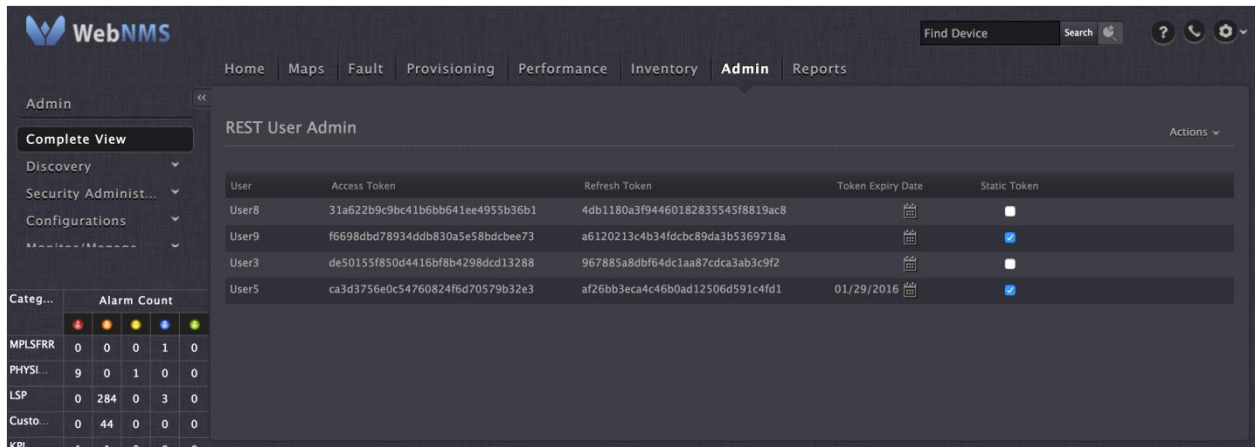 WebNMS
Find Device Search
Home Maps Fault Provisioning Performance Inventory Admin Reports
Admin
Complete View
Discovery
Security Administ...
Configurations
REST User Admin
Actions
User Access Token Refresh Token Token Expiry Date Static Token
User8 31a622b9c9bc41b6bb641ee4955b36b1 4db1180a3f94460182835545f8819ac8
User9 f6698dbd78934ddb830a5e58bdcbee73 a6120213c4b34fdcbc89da3b5369718a
User3 de50155f850d4416bf8b4298dcd13288 967885a8dbf64dc1aa87cdca3ab3c9f2
User5 ca3d3756e0c54760824f6d70579b32e3 af26bb3eca4c46b0ad12506d591c4fd1 01/29/2016
Categ... Alarm Count
MPLSFRR 0 0 0 1 0
PHYSI... 9 0 1 0 0
LSP 0 284 0 3 0
Custo... 0 44 0 0 0